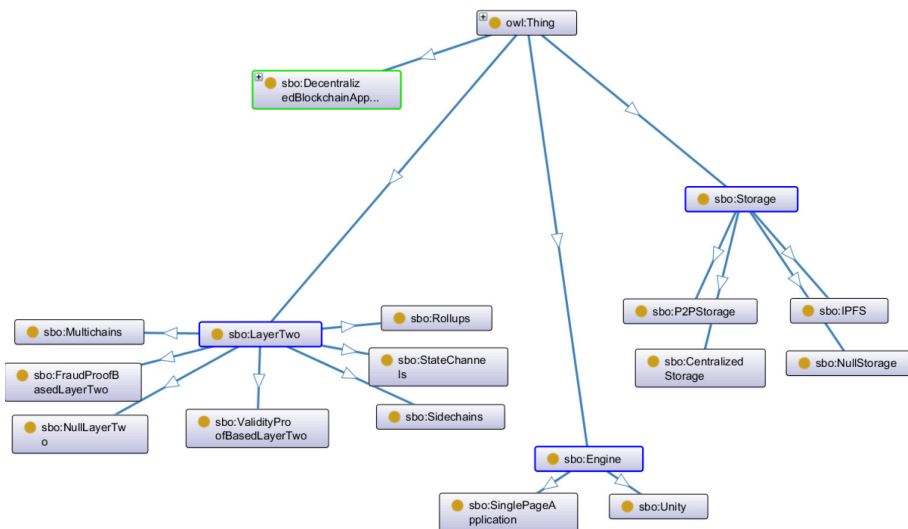 owl:Thing
sbo:Decentraliz
edBlockchainApp...
sbo:Storage
sbo:P2PStorage
sbo:IPFS
sbo:Centralized
Storage
sbo:NullStorage
sbo:Multichains
sbo:LayerTwo
sbo:Rollups
sbo:FraudProofB
asedLayerTwo
sbo:StateChanne
ls
sbo:NullLayerTw
o
sbo:ValidityPro
ofBasedLayerTwo
sbo:Sidechains
sbo:Engine
sbo:SinglePageA
pplication
sbo:Unity